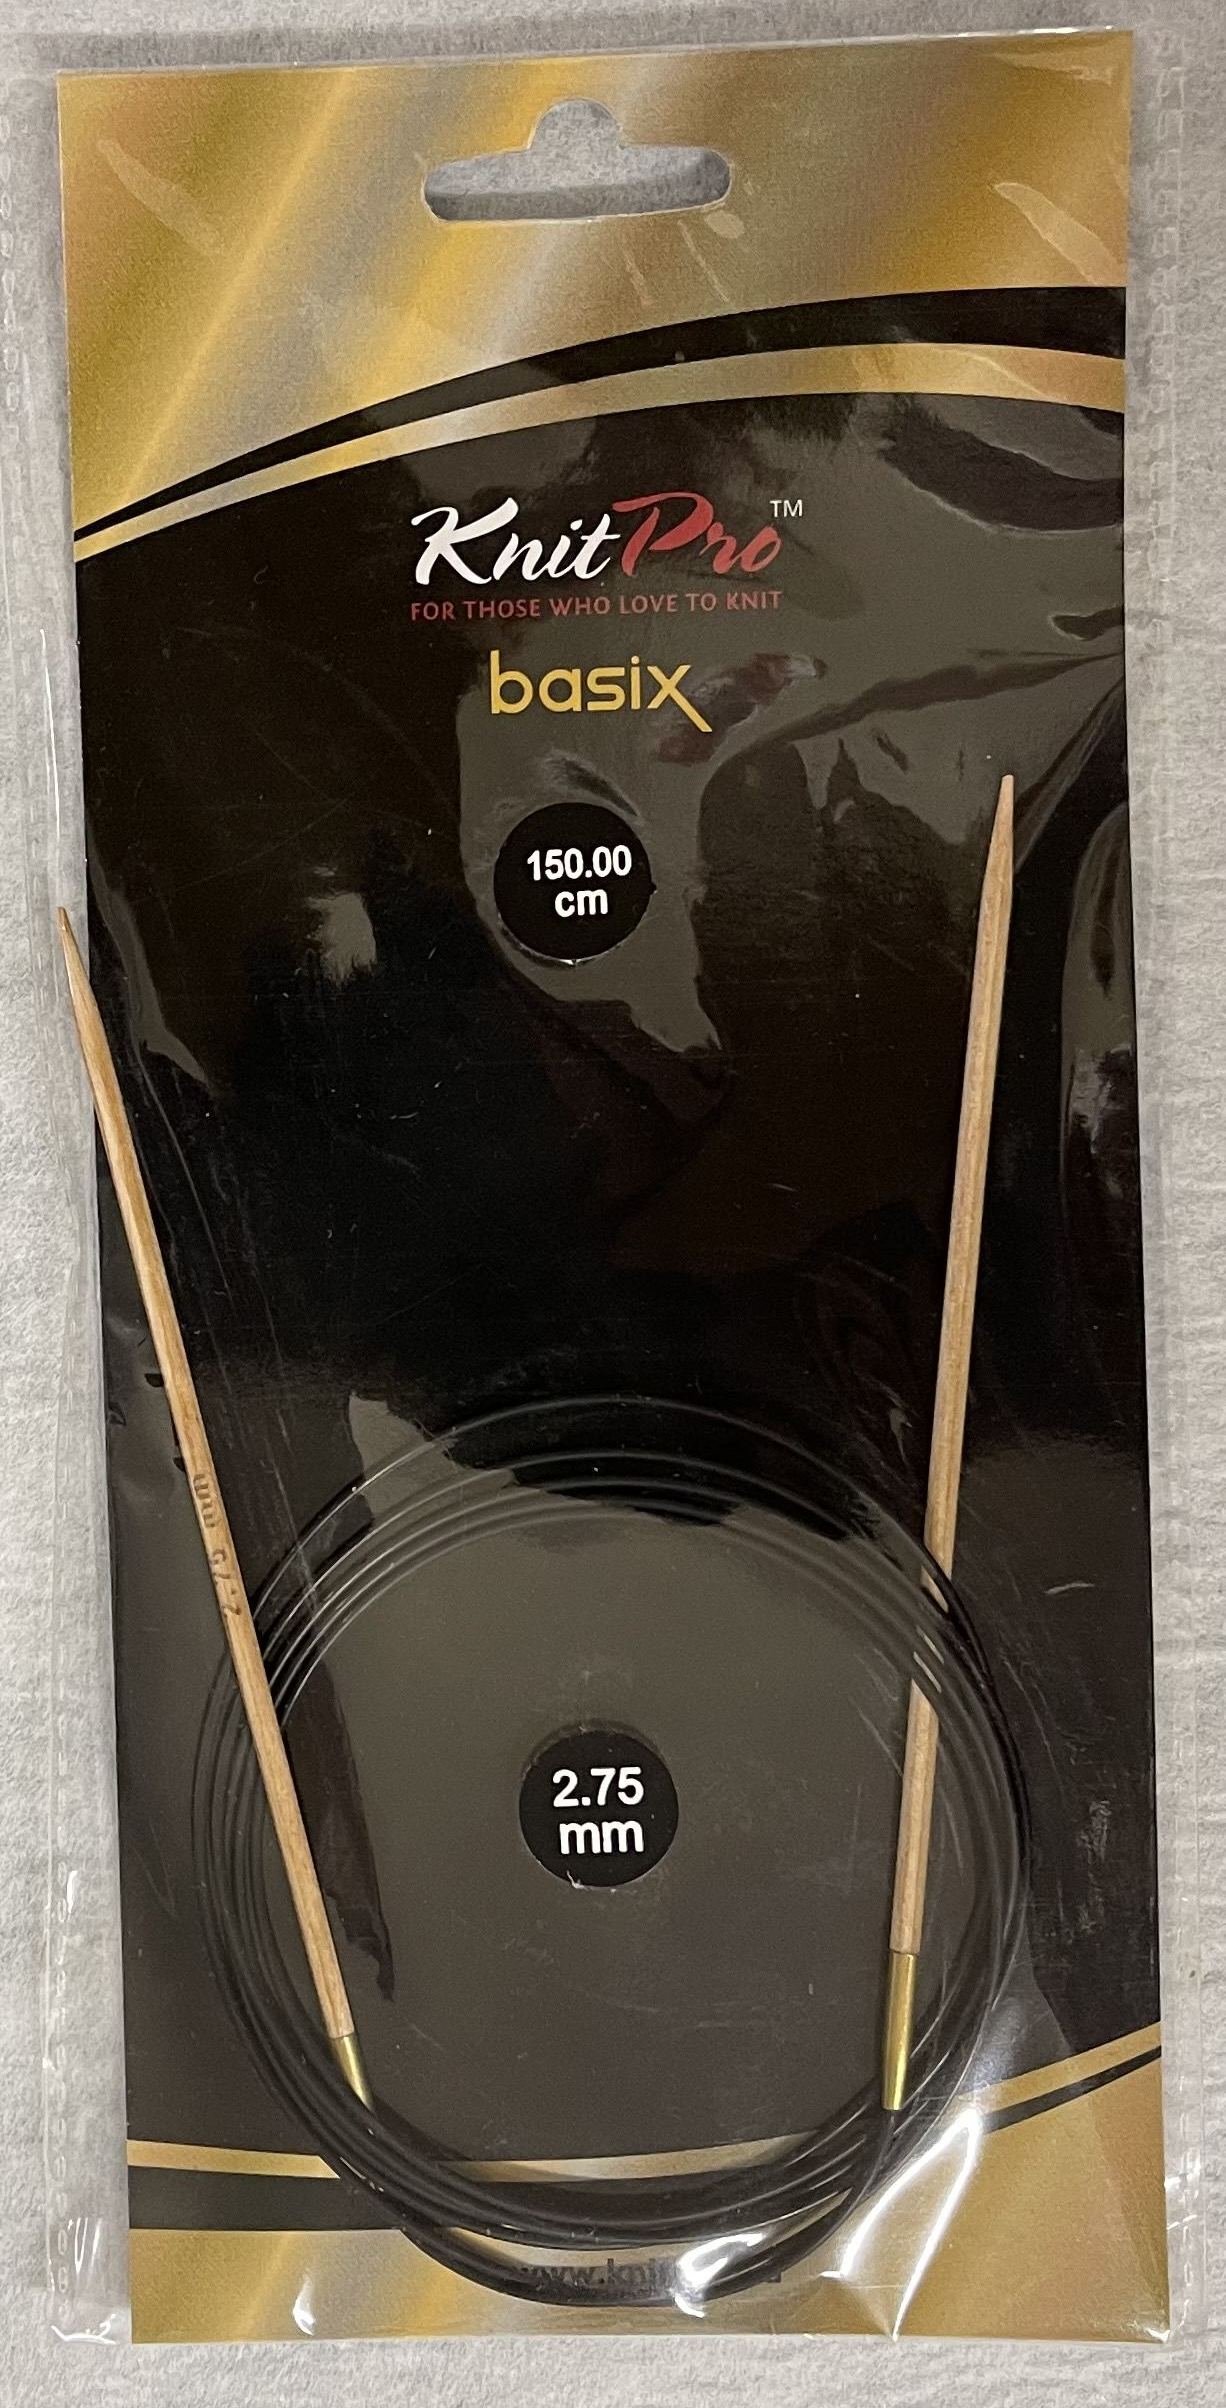 KnitPro™
FOR THOSE WHO LOVE TO KNIT
basix
150.00
cm
2.75 mm
2.75
mm